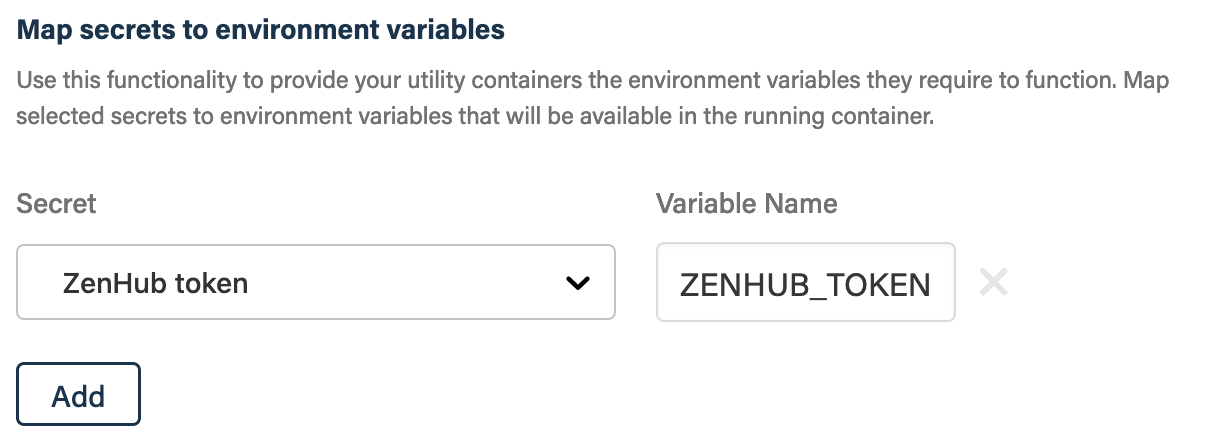 Map secrets to environment variables
Use this functionality to provide your utility containers the environment variables they require to function. Map
selected secrets to environment variables that will be available in the running container.
Secret
Variable Name
ZenHub token
ZENHUB_TOKEN
Add